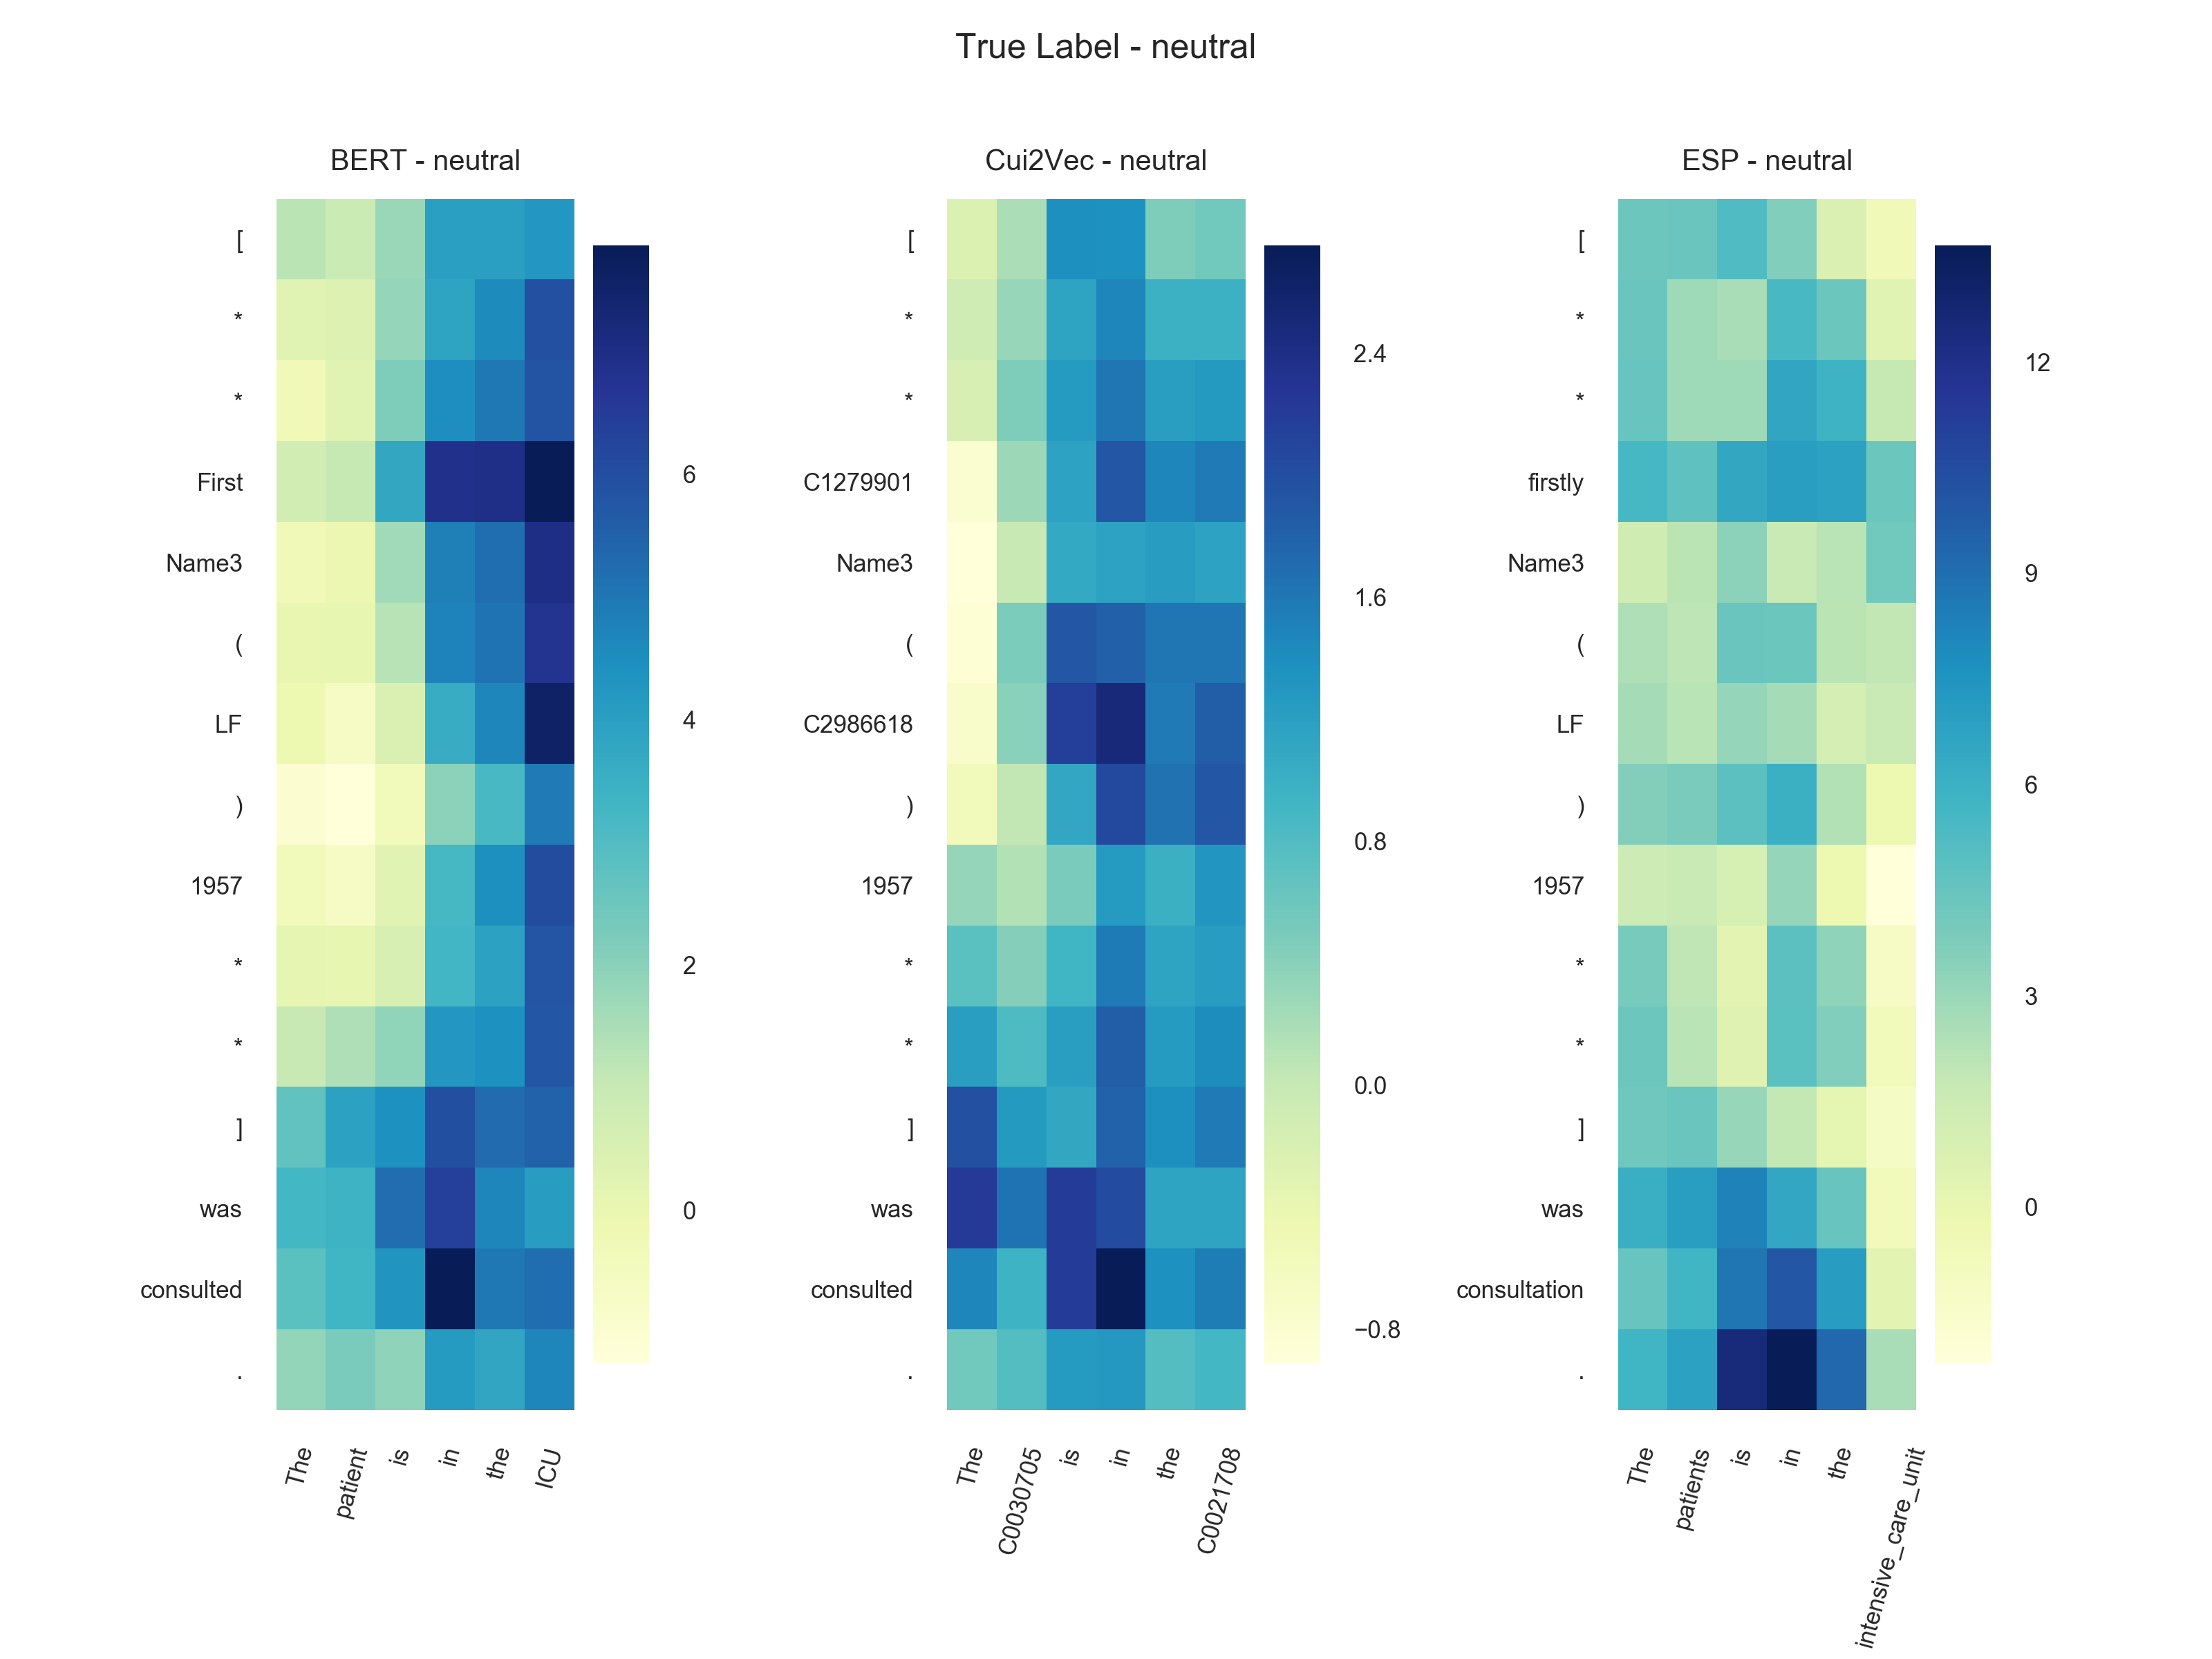 True Label - neutral
BERT - neutral
[
*
*
First
Name3
(
LF
)
1957
*
*
]
was
consulted
.
The
patient
is
in
the
ICU
6
4
2
0
Cui2Vec - neutral
[
*
*
C1279901
Name3
(
C2986618
)
1957
*
*
]
was
consulted
.
The
C0030705
is
in
the
C0021708
2.4
1.6
0.8
0.0
−0.8
ESP - neutral
[
*
*
firstly
Name3
(
LF
)
1957
*
*
]
was
consultation
.
The
patients
is
in
the
intensive_care_unit
12
9
6
3
0